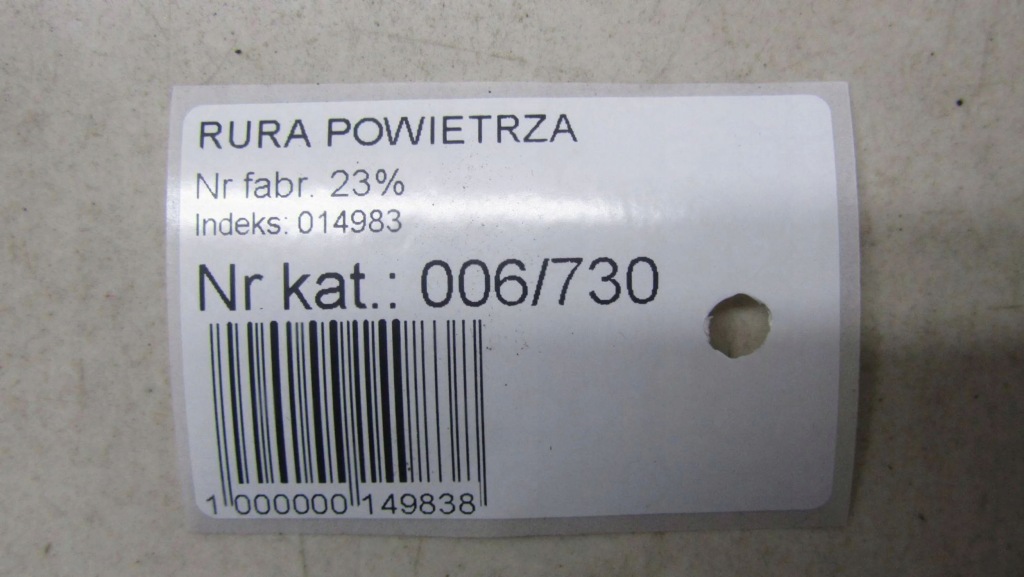 RURA POWIETRZA
Nr fabr. 23%
Indeks: 014983
Nr kat.: 006/730
1 000000 149838